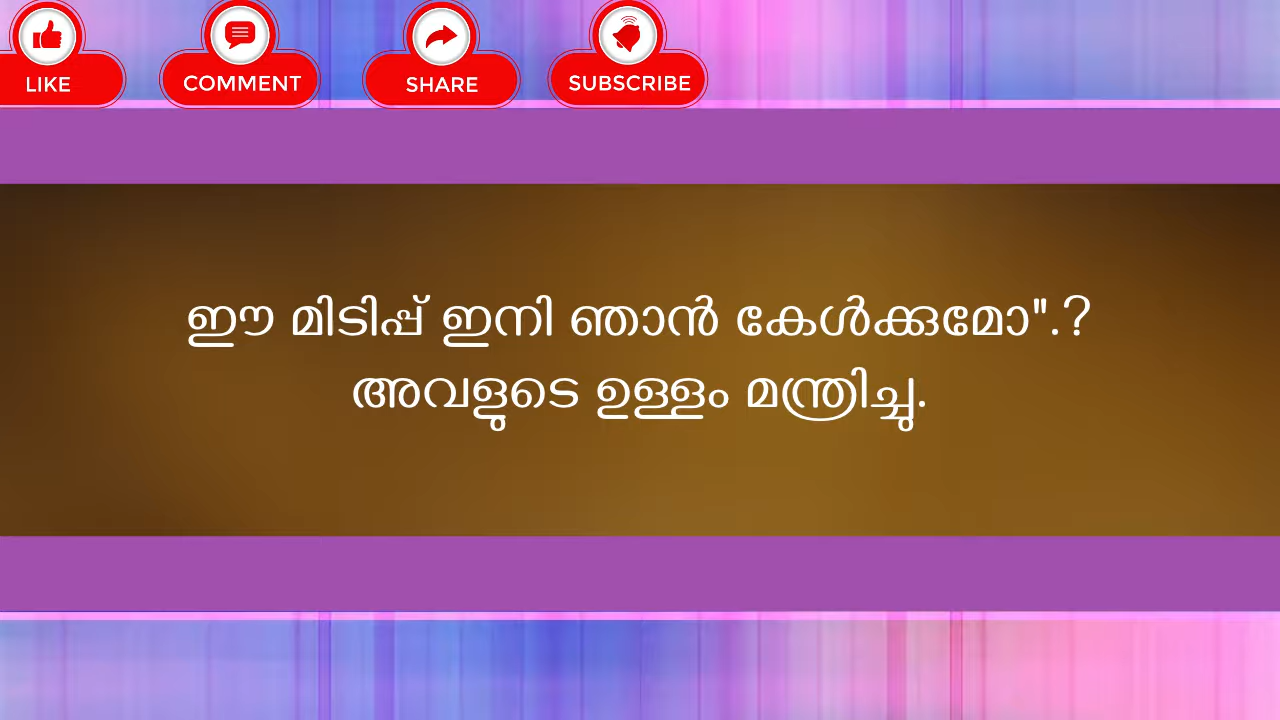 LIKE COMMENT SHARE SUBSCRIBE
ഈ മിടിപ്പ് ഇനി ഞാൻ കേൾക്കുമോ".?
അവളുടെ ഉള്ളം മന്ത്രിച്ചു.